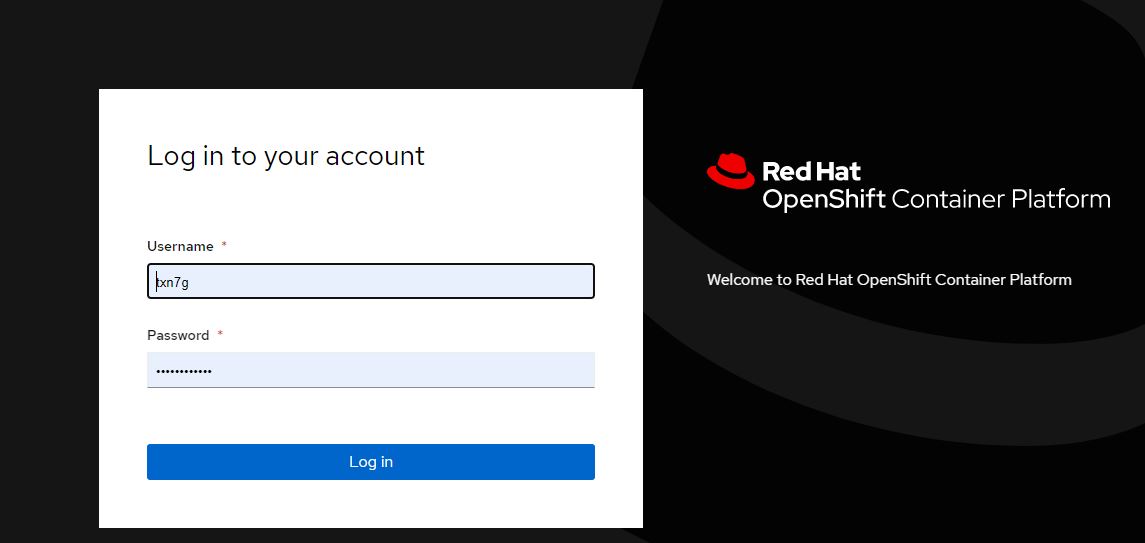 Log in to your account
Username *
txn7g
Password *
••••••••••••
Log in
Red Hat
OpenShift Container Platform
Welcome to Red Hat OpenShift Container Platform